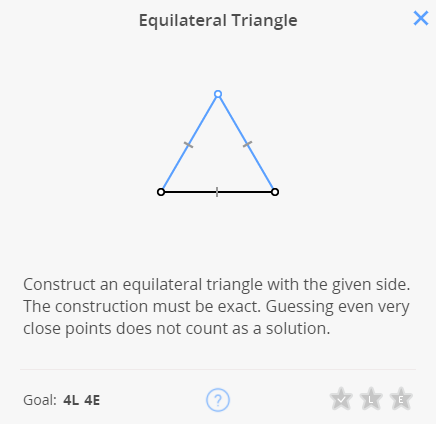 Equilateral Triangle
Construct an equilateral triangle with the given side.
The construction must be exact. Guessing even very
close points does not count as a solution.
Goal: 4L 4E ? L E